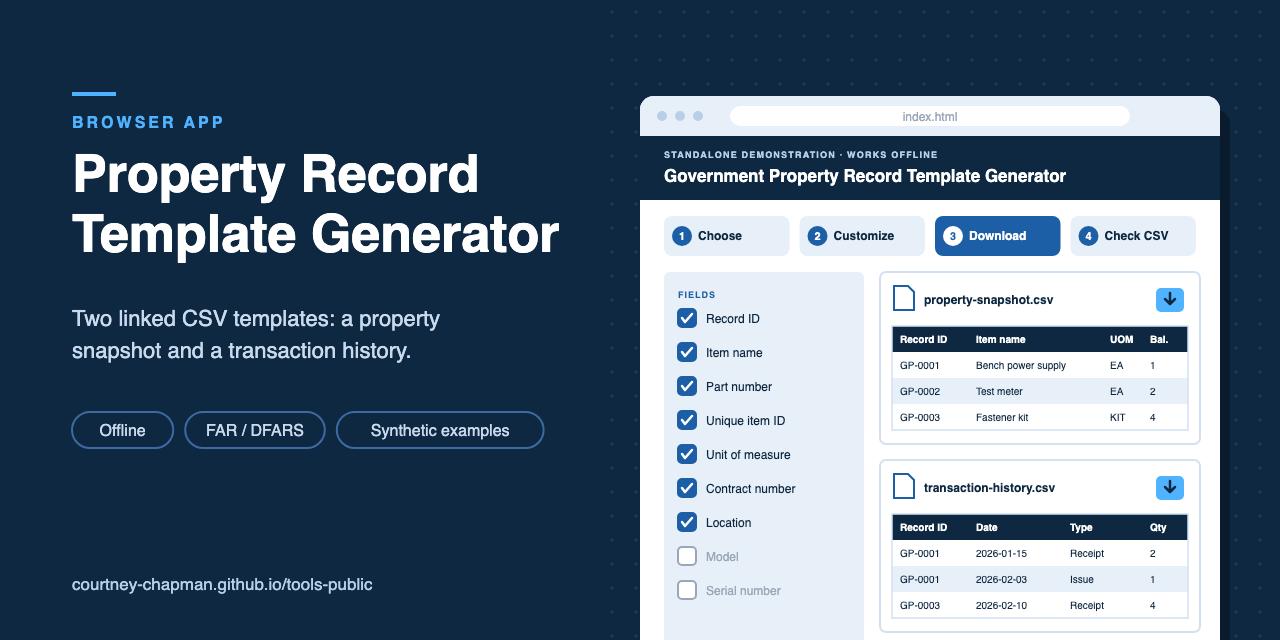 BROWSER APP
Property Record
Template Generator
Two linked CSV templates: a property
snapshot and a transaction history.
Offline
FAR / DFARS
Synthetic examples
courtney-chapman.github.io/tools-public
index.html
STANDALONE DEMONSTRATION · WORKS OFFLINE
Government Property Record Template Generator
1 Choose
2 Customize
3 Download
4 Check CSV
FIELDS
Record ID
Item name
Part number
Unique item ID
Unit of measure
Contract number
Location
Model
Serial number
property-snapshot.csv
Record ID Item name UOM Bal.
GP-0001 Bench power supply EA 1
GP-0002 Test meter EA 2
GP-0003 Fastener kit KIT 4
transaction-history.csv
Record ID Date Type Qty
GP-0001 2026-01-15 Receipt 2
GP-0001 2026-02-03 Issue 1
GP-0003 2026-02-10 Receipt 4